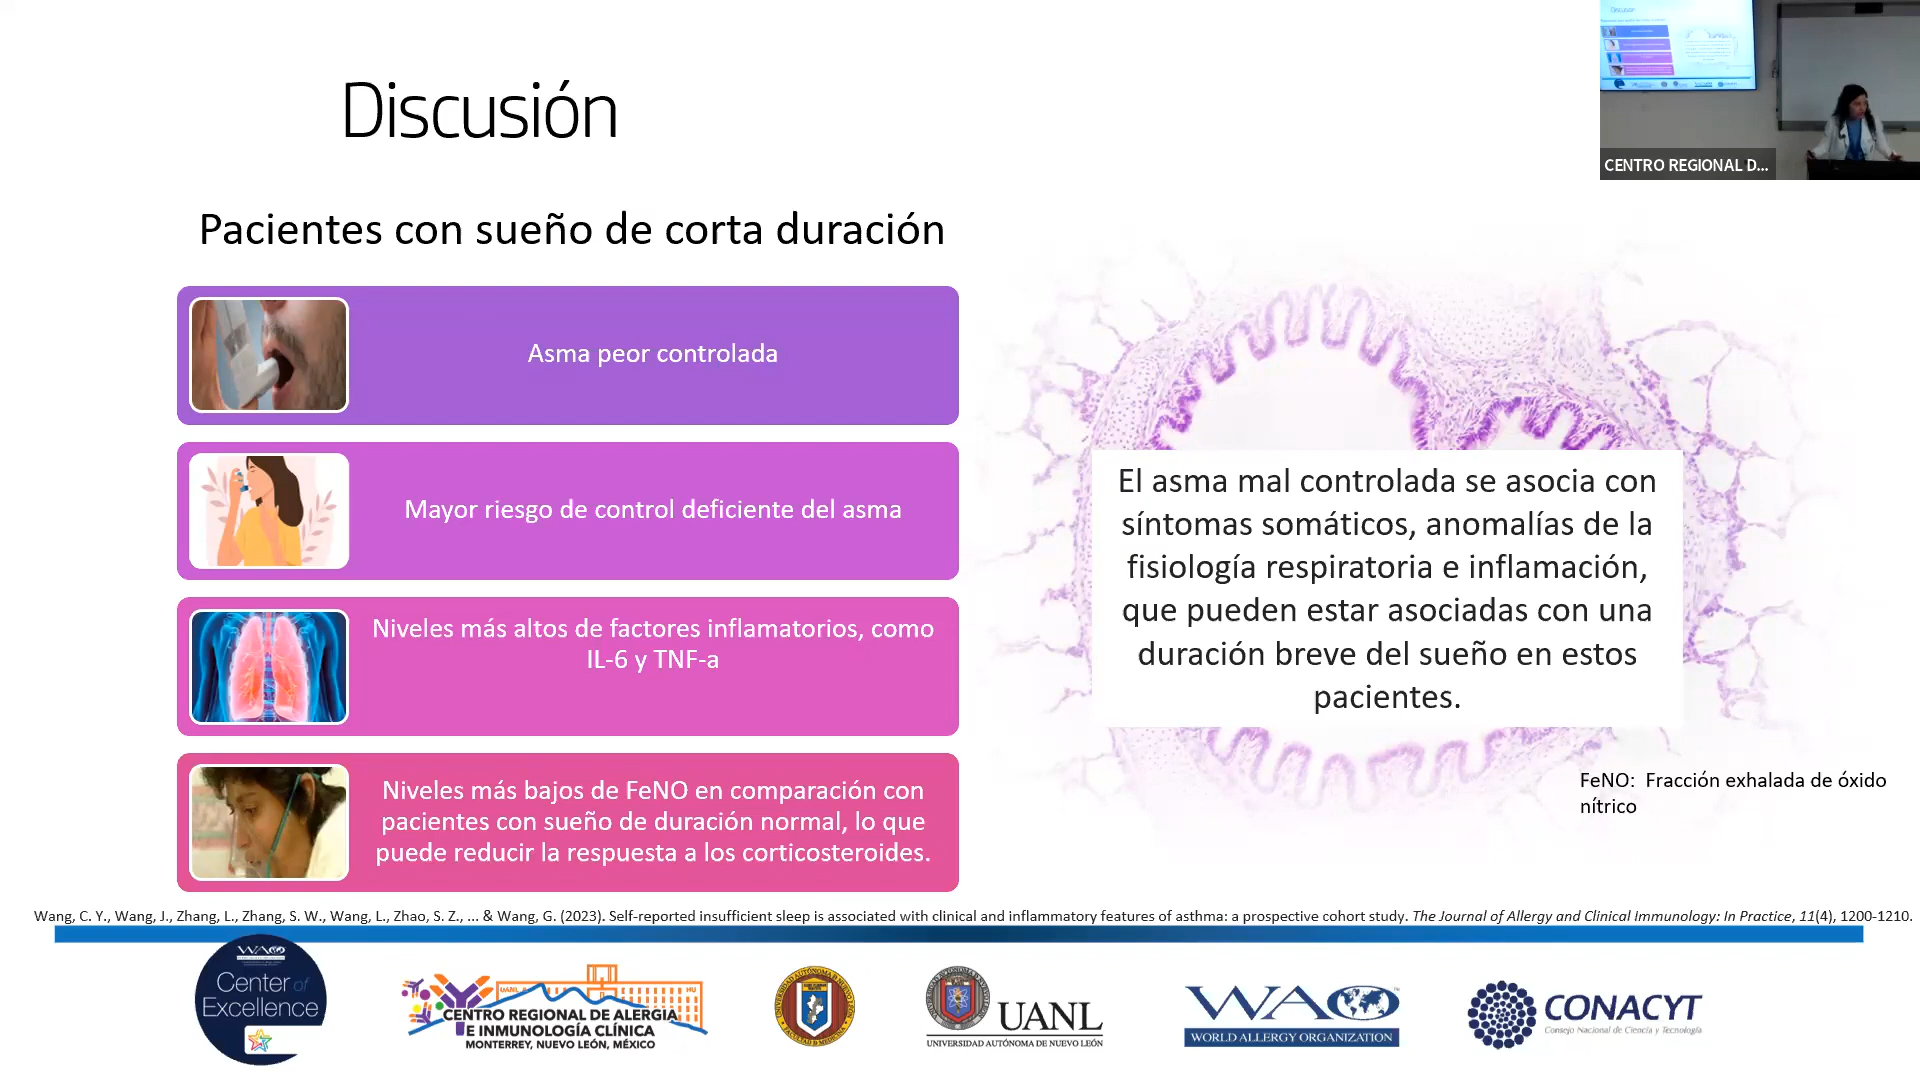 Discusión
CENTRO REGIONAL D...
Pacientes con sueño de corta duración
Asma peor controlada
Mayor riesgo de control deficiente del asma
Niveles más altos de factores inflamatorios, como
IL-6 y TNF-a
Niveles más bajos de FeNO en comparación con
pacientes con sueño de duración normal, lo que
puede reducir la respuesta a los corticosteroides.
El asma mal controlada se asocia con
síntomas somáticos, anomalías de la
fisiología respiratoria e inflamación,
que pueden estar asociadas con una
duración breve del sueño en estos
pacientes.
FeNO: Fracción exhalada de óxido
nítrico
Wang, C. Y., Wang, J., Zhang, L., Zhang, S. W., Wang, L., Zhao, S. Z., ... & Wang, G. (2023). Self-reported insufficient sleep is associated with clinical and inflammatory features of asthma: a prospective cohort study. The Journal of Allergy and Clinical Immunology: In Practice, 11(4), 1200-1210.
WAO
Center of
Excellence
UANL
HU
CENTRO REGIONAL DE ALERGIA
E INMUNOLOGÍA CLÍNICA
MONTERREY, NUEVO LEÓN, MÉXICO
UANL
UNIVERSIDAD AUTÓNOMA DE NUEVO LEÓN
WAO
WORLD ALLERGY ORGANIZATION
CONACYT
Consejo Nacional de Ciencia y Tecnología